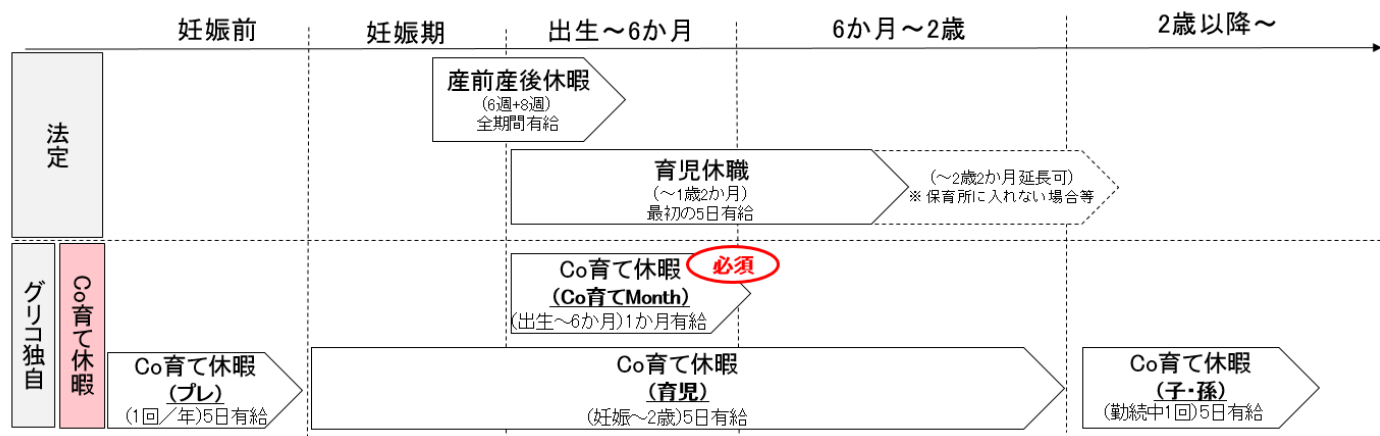 妊娠前
妊娠期
出生～6か月
6か月～2歳
2歳以降～
法定
産前産後休暇
(6週+8週)
全期間有給
育児休職
(～1歳2か月)
最初の5日有給
(～2歳2か月延長可)
※ 保育所に入れない場合等
グリコ独自
Co育て休暇
Co育て休暇
(Co育てMonth)
(出生～6か月)1か月有給
必須
Co育て休暇
(プレ)
(1回／年)5日有給
Co育て休暇
(育児)
(妊娠～2歳)5日有給
Co育て休暇
(子・孫)
(勤続中1回)5日有給